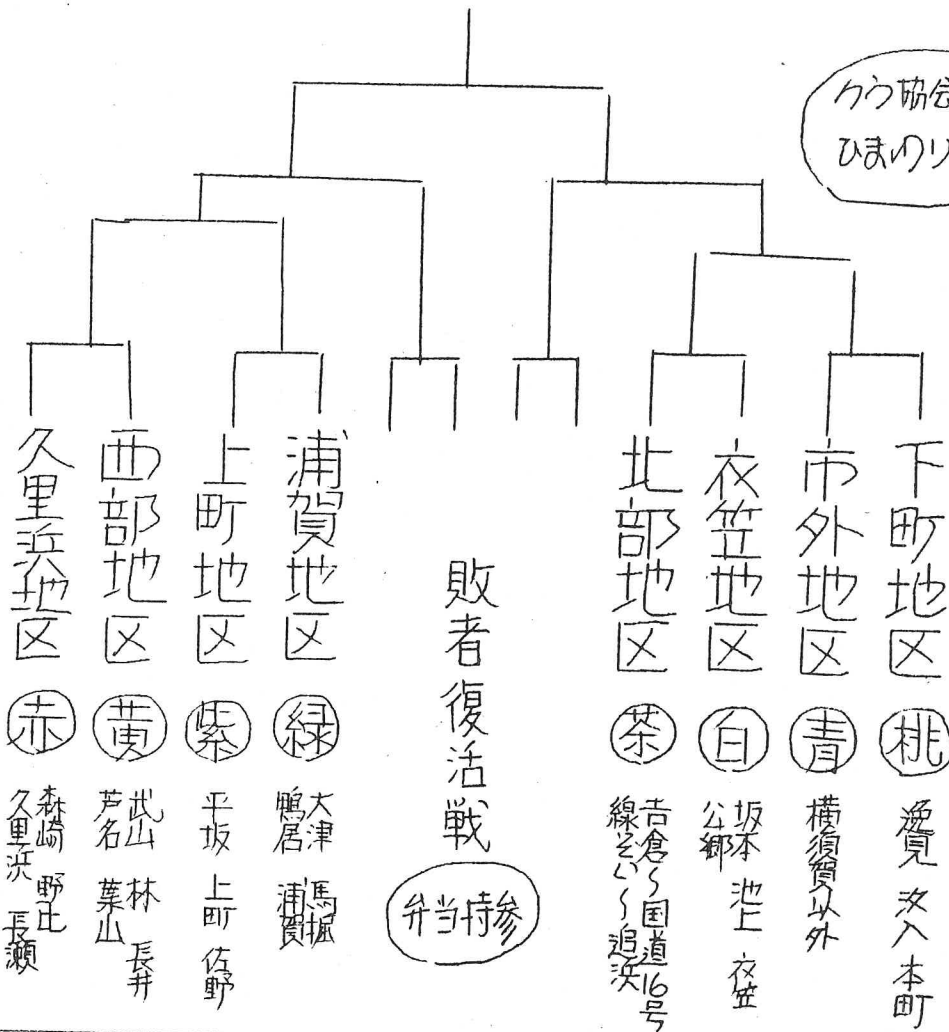 ひまわり
久里浜地区
赤
森崎 野比
久里浜 長瀬
西部地区
黄
武山 林 長井
芦名 葉山
上町地区
紫
平坂 上町 佐野
浦賀地区
緑
大津 馬堀
鴨居 浦賀
敗者復活戦
弁当持参
北部地区
茶
吉倉〜国道16号
線ぞい〜追浜
衣笠地区
白
坂本 池上 衣笠
公郷
市外地区
青
横須賀以外
下町地区
桃
逸見 汐入 本町